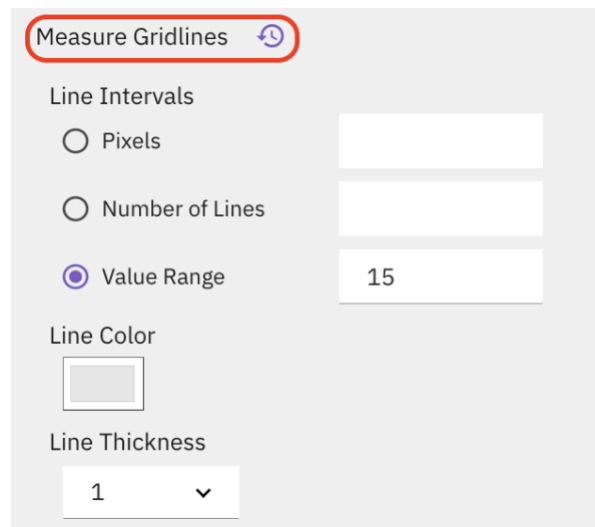 Measure Gridlines
Line Intervals
Pixels
Number of Lines
Value Range 15
Line Color
Line Thickness
1